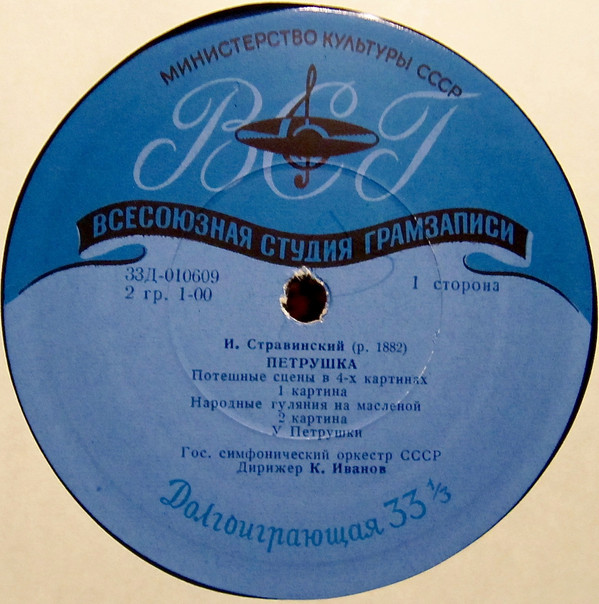 МИНИСТЕРСТВО КУЛЬТУРЫ СССР
ВСГ
ВСЕСОЮЗНАЯ СТУДИЯ ГРАМЗАПИСИ
33Д-010609
2 гр. 1-00
1 сторона
И. Стравинский (р. 1882)
ПЕТРУШКА
Потешные сцены в 4-х картинах
1 картина
Народные гуляния на масленой
2 картина
У Петрушки
Гос. симфонический оркестр СССР
Дирижер К. Иванов
Долгоиграющая 33 1/3